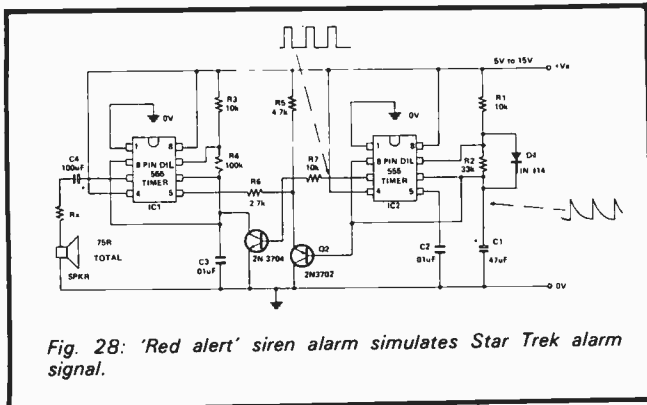 5V to 15V
+Vs
R3
10k
R5
4.7k
R1
10k
0V
0V
1
8
8 PIN DIL
555
TIMER
4
5
IC1
R4
100k
R7
10k
1
8
8 PIN DIL
555
TIMER
4
5
IC2
R2
33k
IN 914
C4
100uF
R6
2.7k
Rx
75R
TOTAL
SPKR
C3
01uF
2N 3704
Q2
2N3702
C2
01uF
C1
47uF
0V
Fig. 28: 'Red alert' siren alarm simulates Star Trek alarm
signal.